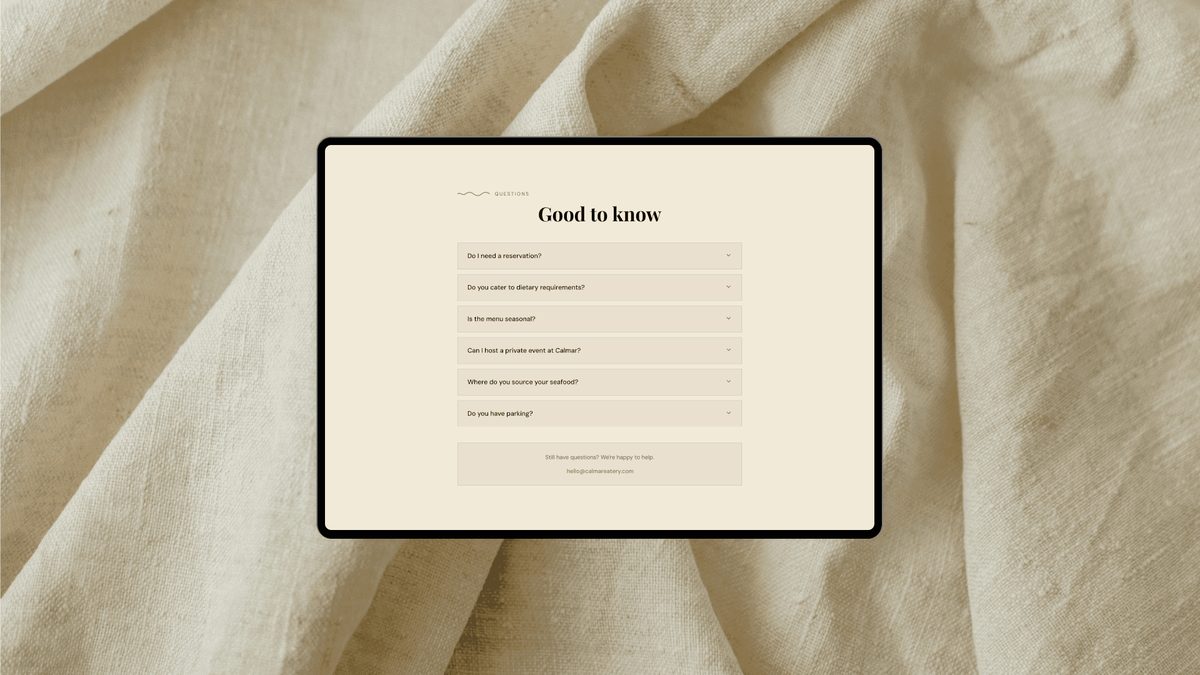 QUESTIONS
Good to know
Do I need a reservation?
Do you cater to dietary requirements?
Is the menu seasonal?
Can I host a private event at Calmar?
Where do you source your seafood?
Do you have parking?
Still have questions? We're happy to help.
hello@calmareatery.com